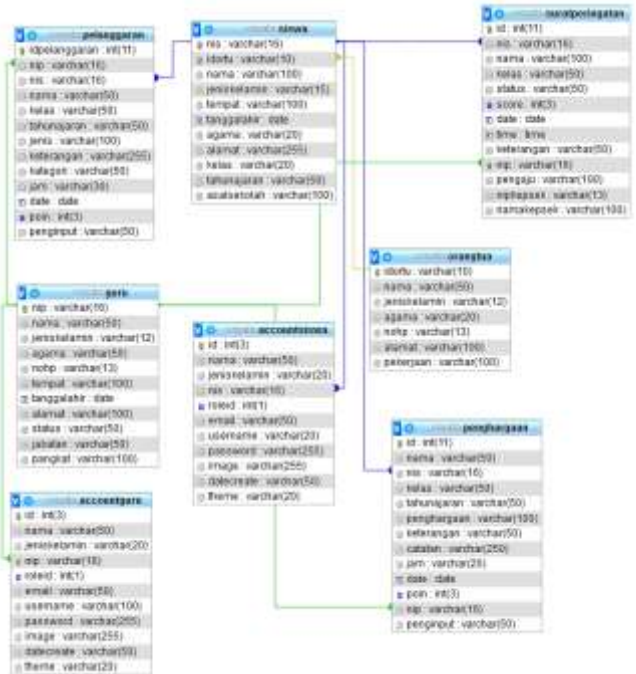 pelanggaran
idpelanggaran : int(11)
nip : varchar(16)
nis : varchar(16)
nama : varchar(50)
kelas : varchar(50)
tahunajaran : varchar(50)
jenis : varchar(100)
keterangan : varchar(255)
kategori : varchar(50)
jam : varchar(30)
date : date
poin : int(3)
penginput : varchar(50)
siswa
nis : varchar(16)
idortu : varchar(10)
nama : varchar(100)
jeniskelamin : varchar(15)
tempat : varchar(100)
tanggalahir : date
agama : varchar(20)
alamat : varchar(255)
kelas : varchar(20)
tahunajaran : varchar(50)
asalsekolah : varchar(100)
suratperingatan
id : int(11)
nis : varchar(16)
nama : varchar(100)
kelas : varchar(50)
status : varchar(50)
score : int(3)
date : date
time : time
keterangan : varchar(50)
nip : varchar(16)
pengaju : varchar(100)
nipkepsek : varchar(13)
namakepsek : varchar(100)
orangtua
idortu : varchar(10)
nama : varchar(50)
jeniskelamin : varchar(12)
agama : varchar(20)
nohp : varchar(13)
alamat : varchar(100)
pekerjaan : varchar(100)
guru
nip : varchar(16)
nama : varchar(50)
jeniskelamin : varchar(12)
agama : varchar(50)
nohp : varchar(13)
tempat : varchar(100)
tanggalahir : date
alamat : varchar(100)
status : varchar(50)
jabatan : varchar(50)
pangkat : varchar(100)
accountsiswa
id : int(3)
nama : varchar(50)
jeniskelamin : varchar(20)
nis : varchar(16)
roleid : int(1)
email : varchar(50)
username : varchar(20)
password : varchar(255)
image : varchar(255)
datecreate : varchar(50)
theme : varchar(20)
penghargaan
id : int(11)
nama : varchar(50)
nis : varchar(16)
kelas : varchar(50)
tahunajaran : varchar(50)
penghargaan : varchar(100)
keterangan : varchar(50)
catatan : varchar(250)
jam : varchar(20)
date : date
poin : int(3)
nip : varchar(16)
penginput : varchar(50)
accountguru
id : int(3)
nama : varchar(50)
jeniskelamin : varchar(20)
nip : varchar(16)
roleid : int(1)
email : varchar(50)
username : varchar(100)
password : varchar(255)
image : varchar(255)
datecreate : varchar(50)
theme : varchar(20)